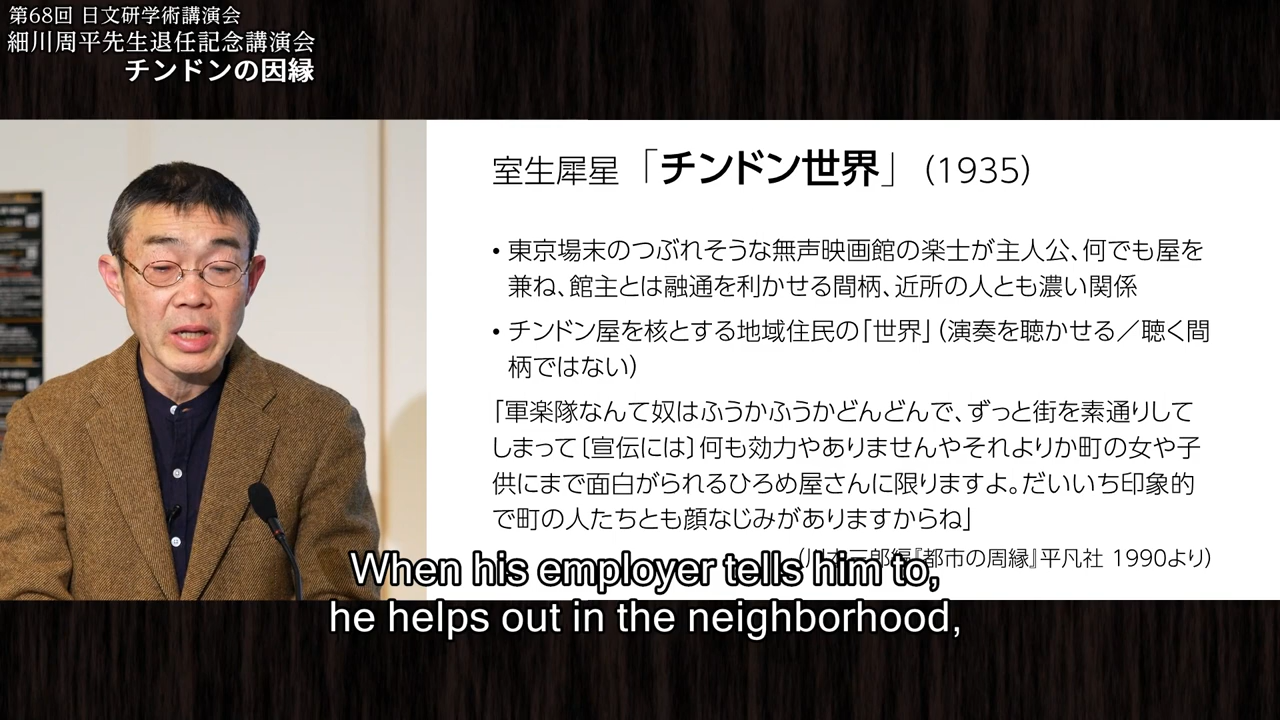 第68回 日文研学術講演会
細川周平先生退任記念講演会
チンドンの因縁
室生犀星「チンドン世界」(1935)
• 東京場末のつぶれそうな無声映画館の楽士が主人公、何でも屋を
兼ね、館主とは融通を利かせる間柄、近所の人とも濃い関係
• チンドン屋を核とする地域住民の「世界」(演奏を聴かせる／聴く間
柄ではない)
「軍楽隊なんて奴はふうかふうかどんどんで、ずっと街を素通りして
しまって〔宣伝には〕何も効力やありませんやそれよりか町の女や子
供にまで面白がられるひろめ屋さんに限りますよ。だいいち印象的
で町の人たちとも顔なじみがありますからね」
三郎編『都市の周縁』平凡社 1990より)
When his employer tells him to,
he helps out in the neighborhood,